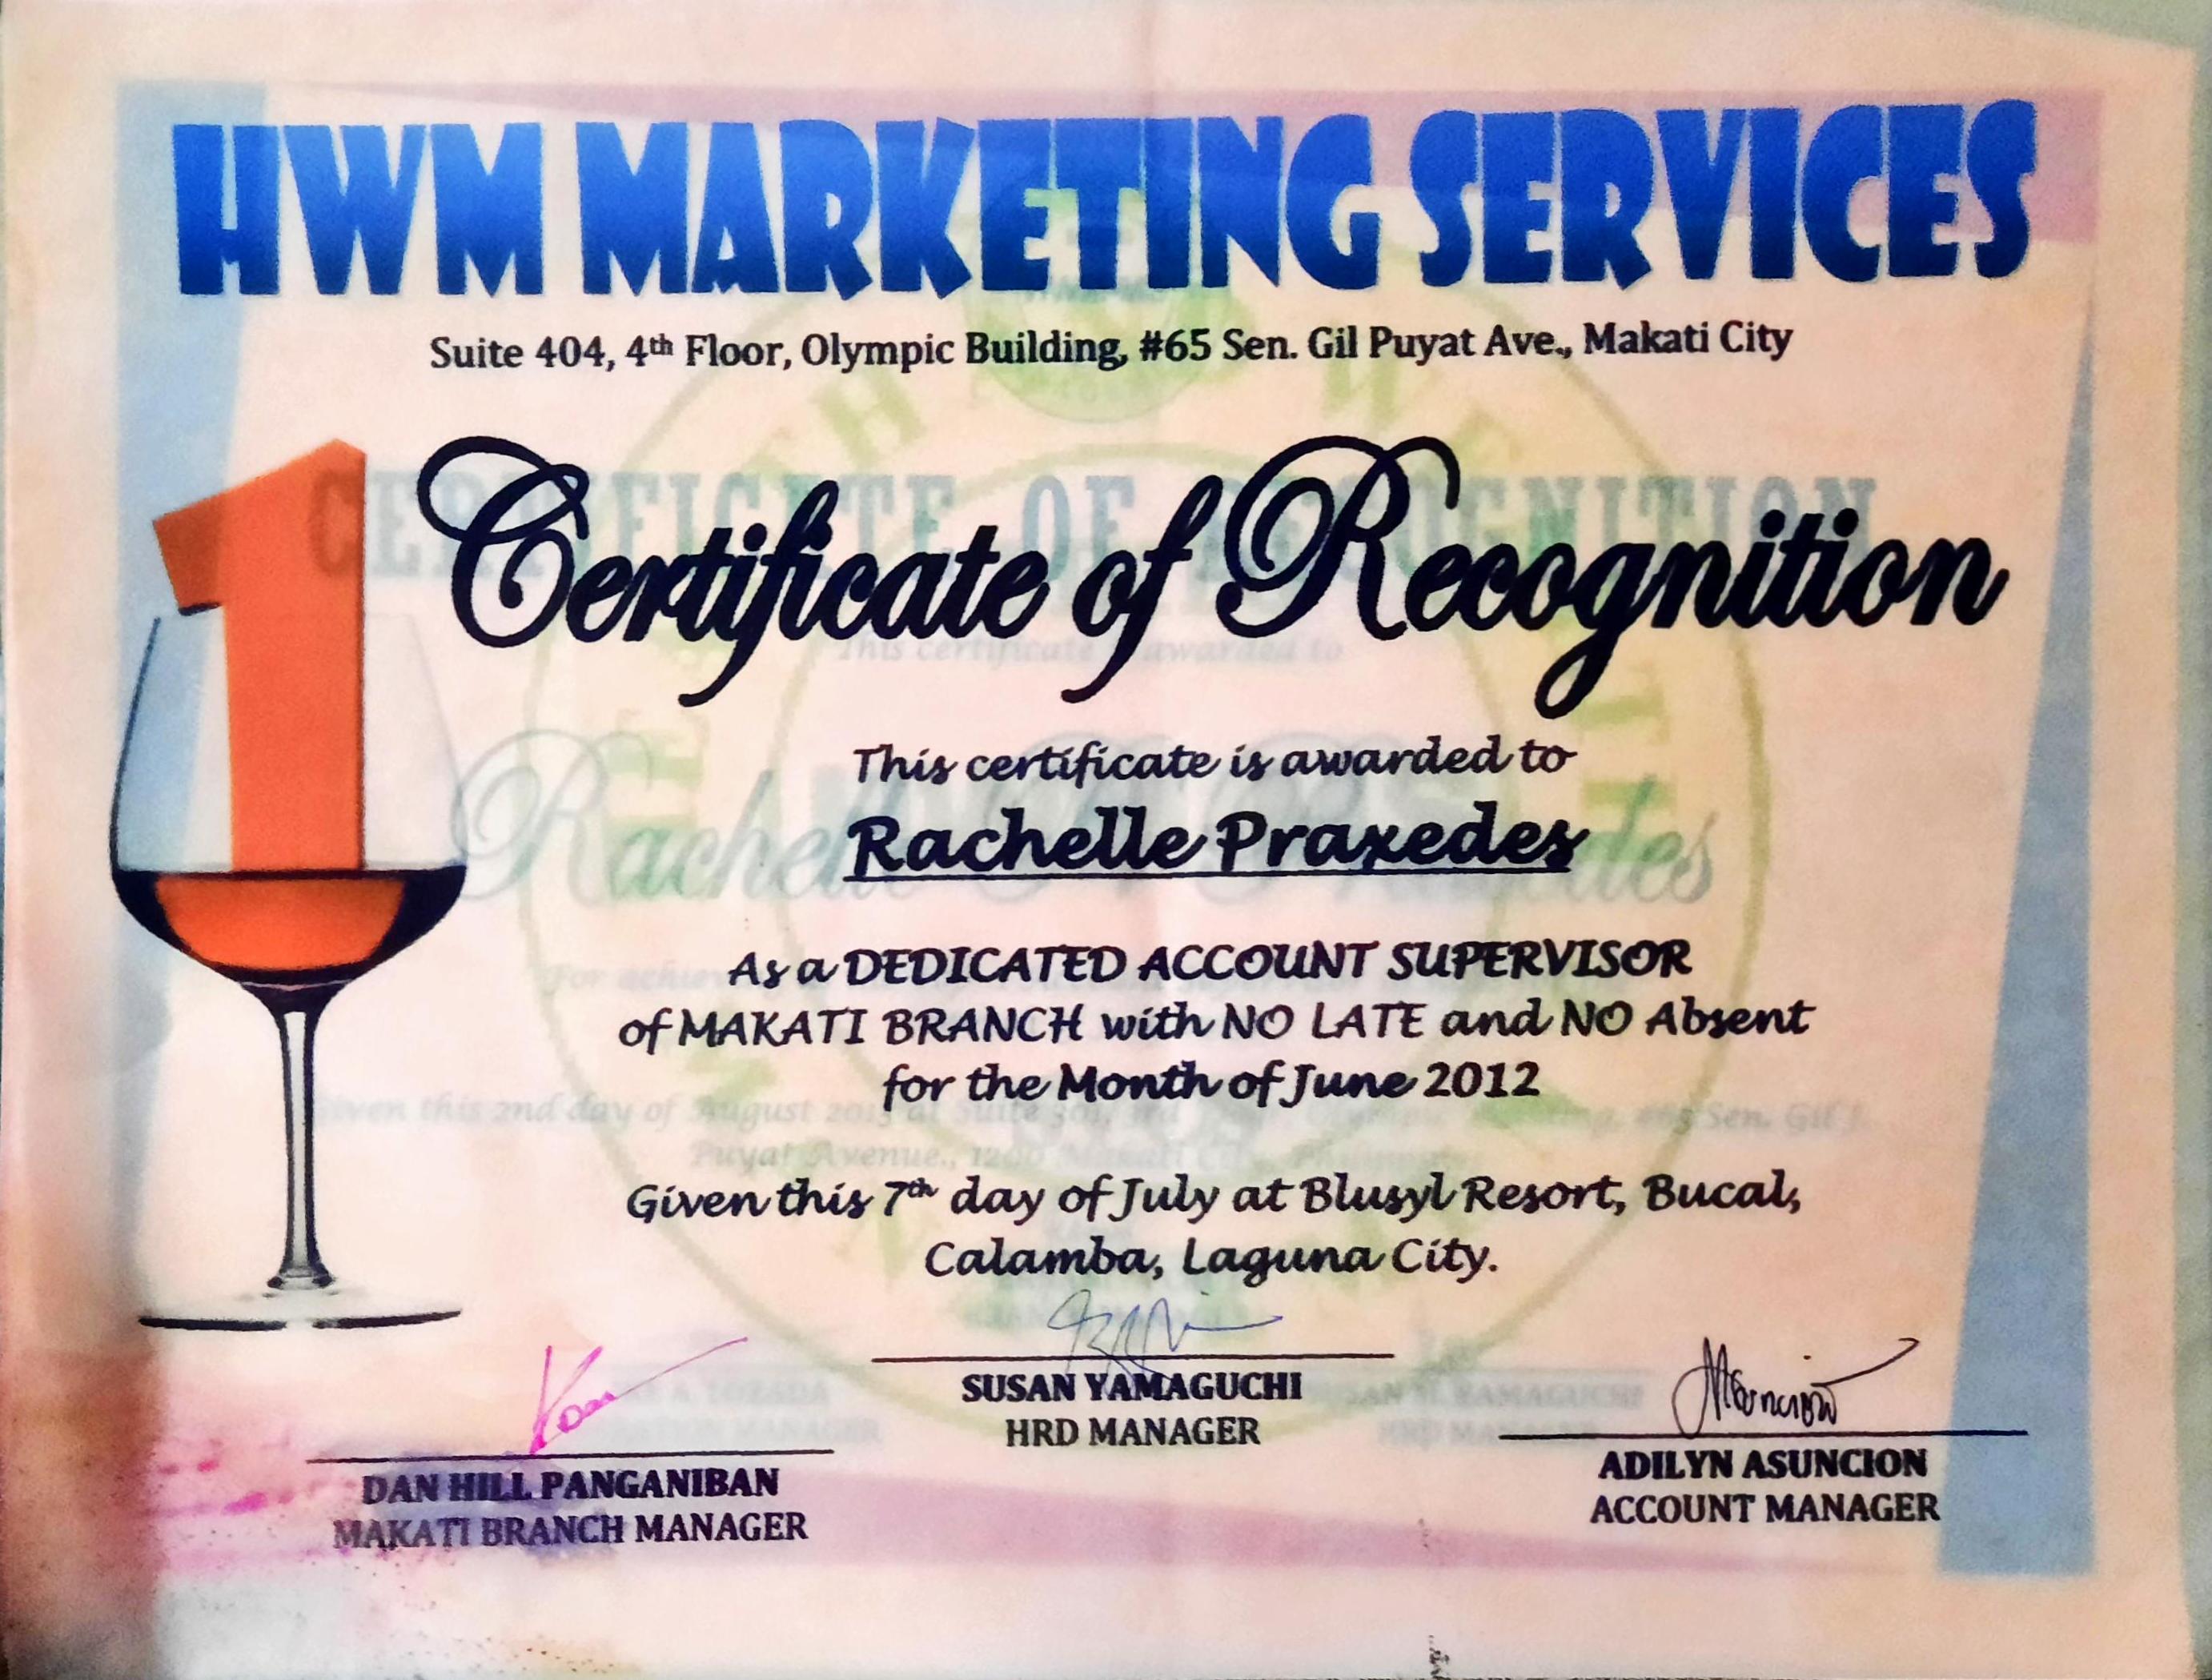 HWM MARKETING SERVICES
Suite 404, 4th Floor, Olympic Building, #65 Sen. Gil Puyat Ave., Makati City
1
Certificate of Recognition
This certificate is awarded to
Rachelle Praxedes
As a DEDICATED ACCOUNT SUPERVISOR
of MAKATI BRANCH with NO LATE and NO Absent
for the Month of June 2012
Given this 7th day of July at Blusyl Resort, Bucal,
Calamba, Laguna City.
SUSAN YAMAGUCHI
HRD MANAGER
DAN HILL PANGANIBAN
MAKATI BRANCH MANAGER
Asuncion
ADILYN ASUNCION
ACCOUNT MANAGER